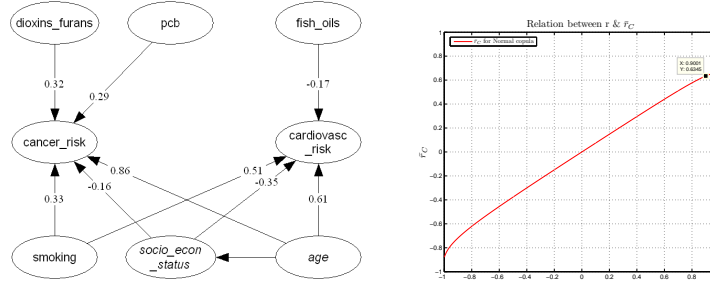 dioxins_furans
pcb
fish_oils
0.32
0.29
-0.17
cancer_risk
cardiovasc
_risk
0.86
0.51
-0.16
-0.35
0.33
0.61
smoking
socio_econ
_status
age
Relation between r & r̄_C
r̄_C for Normal copula
X: 0.9001
Y: 0.6345
1
0.8
0.6
0.4
0.2
0
−0.2
−0.4
−0.6
−0.8
−1
r̄_C
−1 −0.8 −0.6 −0.4 −0.2 0 0.2 0.4 0.6 0.8